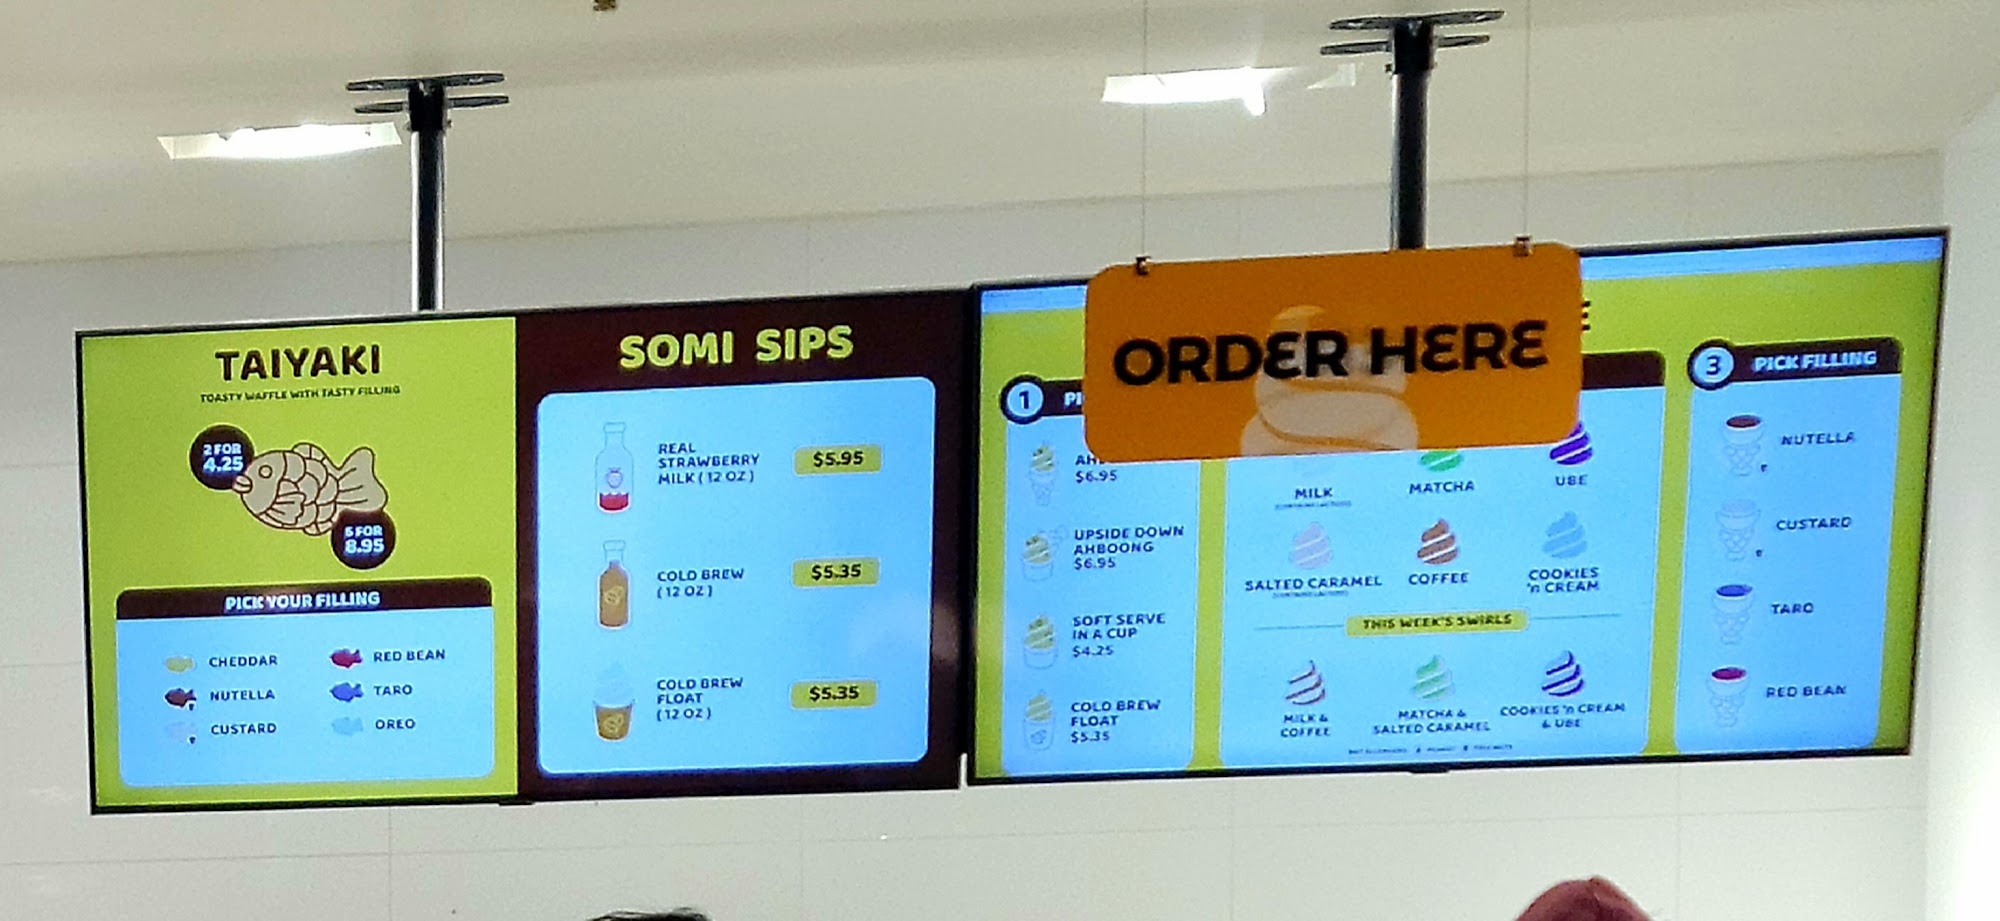 TAIYAKI
TOASTY WAFFLE WITH TASTY FILLING
2 FOR
4.25
5 FOR
8.95
PICK YOUR FILLING
CHEDDAR
RED BEAN
NUTELLA
TARO
CUSTARD
OREO
SOMI SIPS
REAL
STRAWBERRY
MILK (12 OZ)
$5.95
COLD BREW
(12 OZ)
$5.35
COLD BREW
FLOAT
(12 OZ)
$5.35
ORDER HERE
1
$6.95
UPSIDE DOWN
AHBOONG
$6.95
SOFT SERVE
IN A CUP
$4.25
COLD BREW
FLOAT
$5.35
MILK
MATCHA
UBE
SALTED CARAMEL
COFFEE
COOKIES
'n CREAM
THIS WEEK'S SWIRLS
MILK &
COFFEE
MATCHA &
SALTED CARAMEL
COOKIES 'n CREAM
& UBE
3 PICK FILLING
NUTELLA
CUSTARD
TARO
RED BEAN